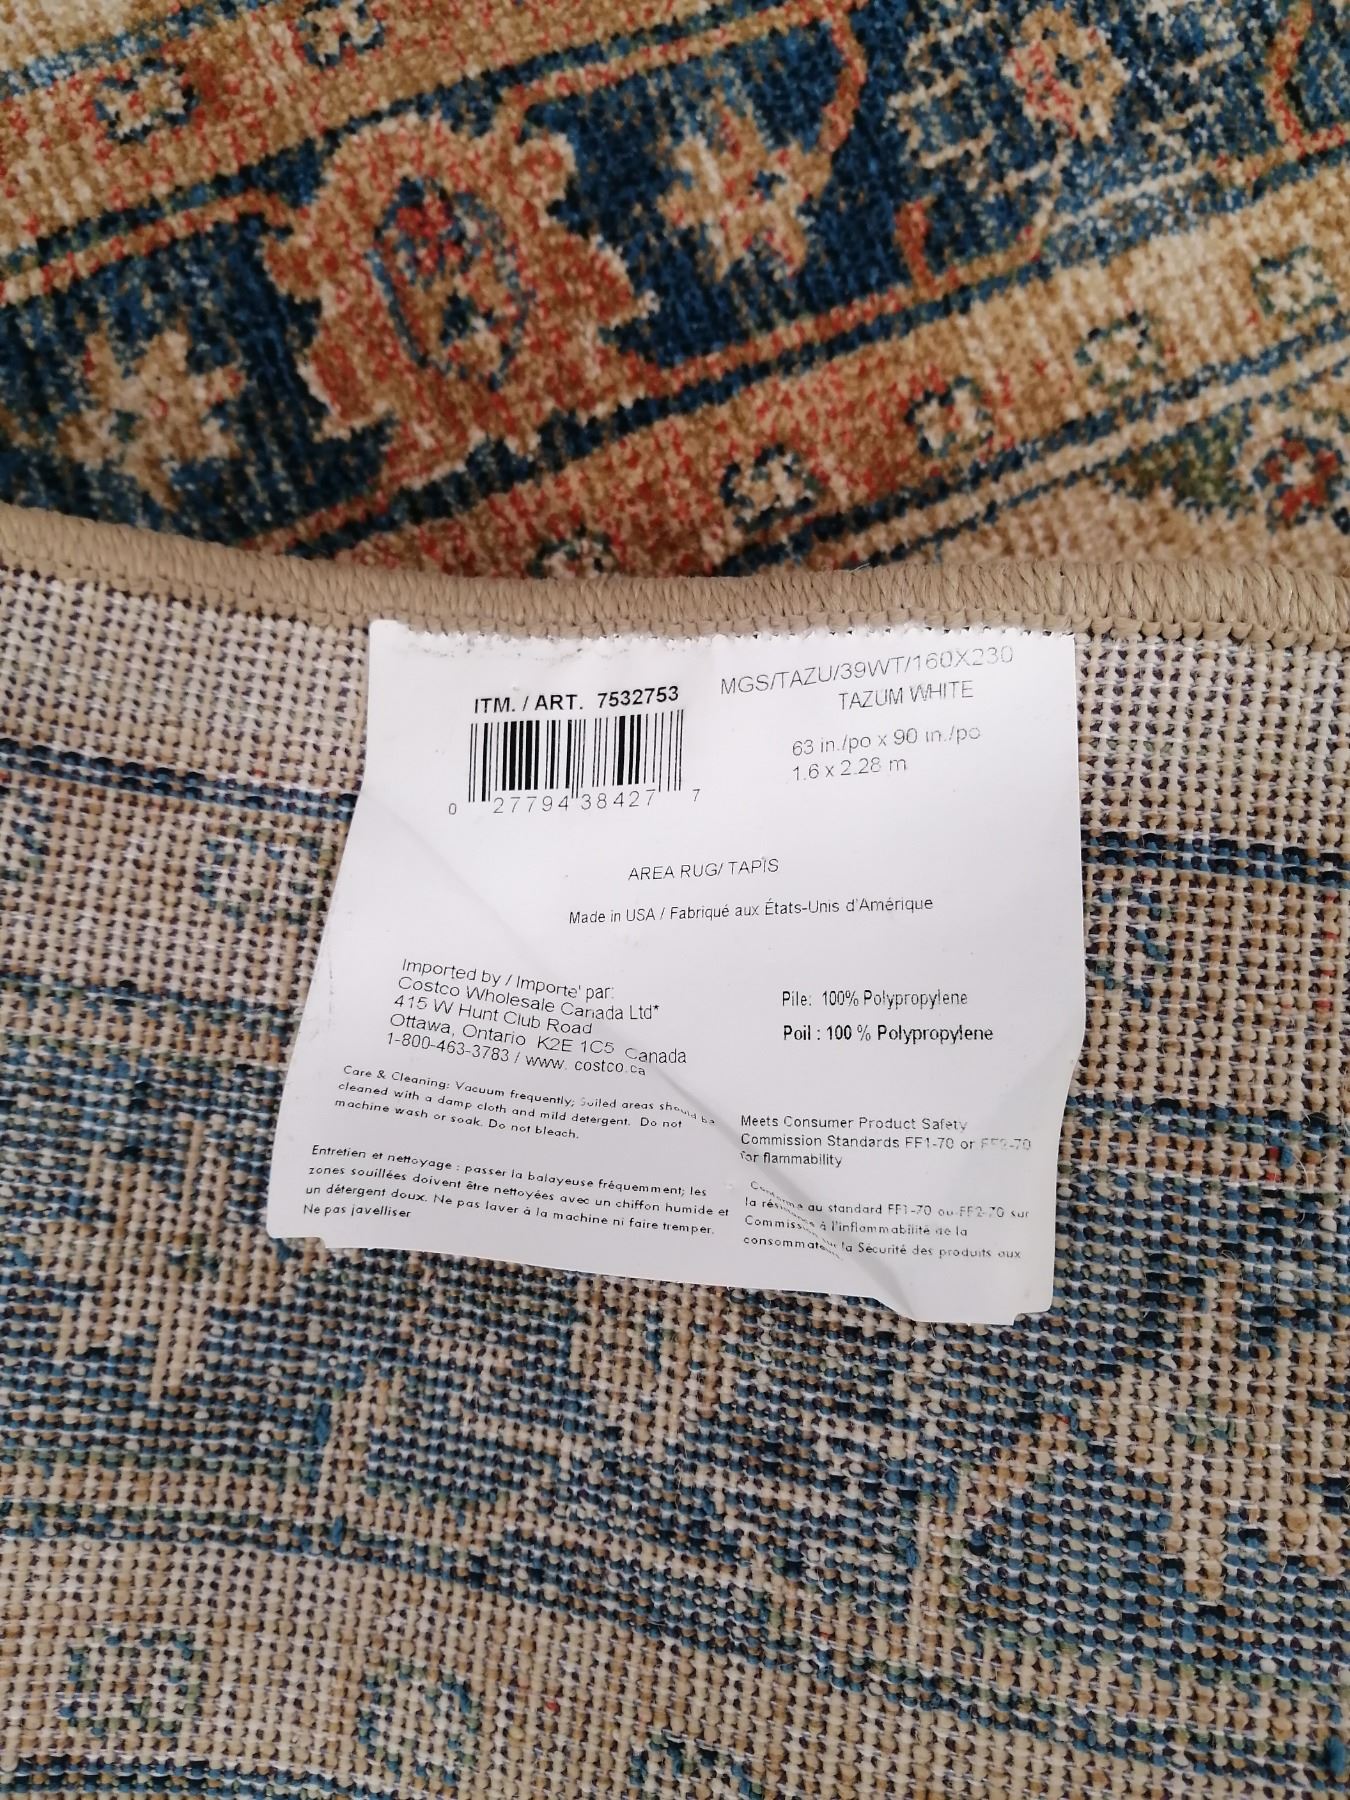 ITM. / ART. 7532753
0 27794 38427 7
MGS/TAZU/39WT/160X230
TAZUM WHITE
63 in./po x 90 in./po
1.6 x 2.28 m
AREA RUG/ TAPIS
Made in USA / Fabriqué aux États-Unis d'Amérique
Imported by / Importe' par:
Costco Wholesale Canada Ltd*
415 W Hunt Club Road
Ottawa, Ontario K2E 1C5 Canada
1-800-463-3783 / www. costco.ca
Pile: 100% Polypropylene
Poil : 100 % Polypropylene
Care & Cleaning: Vacuum frequently; Soiled areas should be
cleaned with a damp cloth and mild detergent. Do not
machine wash or soak. Do not bleach.
Entretien et nettoyage : passer la balayeuse fréquemment; les
zones souillées doivent être nettoyées avec un chiffon humide et
un détergent doux. Ne pas laver à la machine ni faire tremper.
Ne pas javelliser
Meets Consumer Product Safety
Commission Standards FF1-70 or FF2-70
for flammability
Conforme au standard FF1-70 ou FF2-70 sur
la résistance à l'inflammabilité de la
Commission sur la Sécurité des produits aux
consommateurs